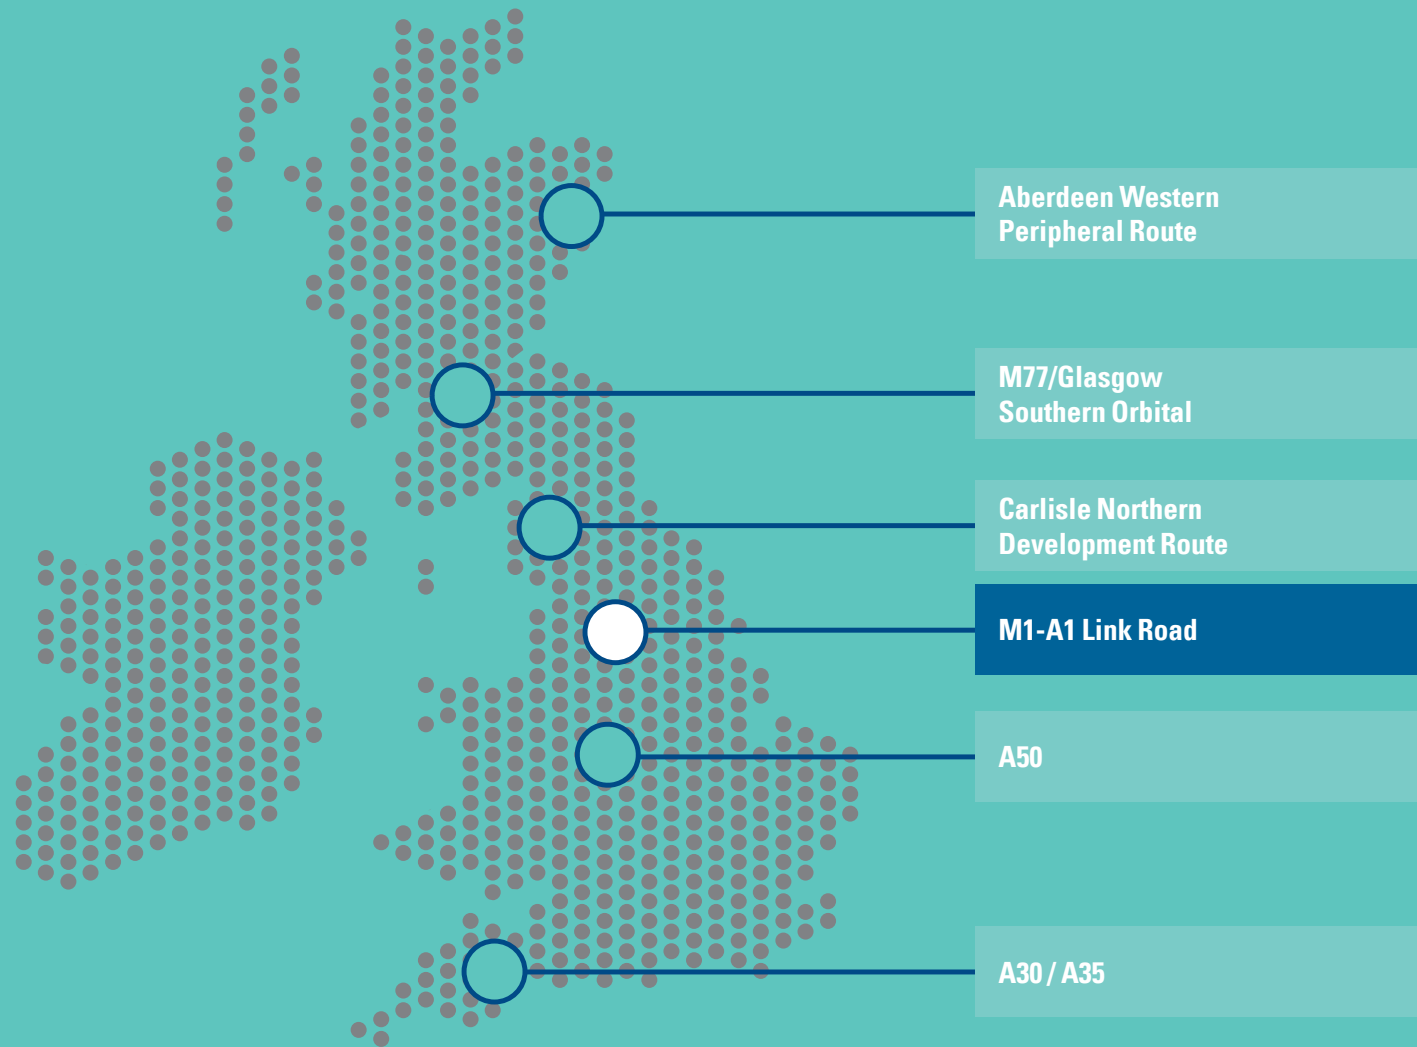 Aberdeen Western
Peripheral Route
M77/Glasgow
Southern Orbital
Carlisle Northern
Development Route
M1-A1 Link Road
A50
A30 / A35